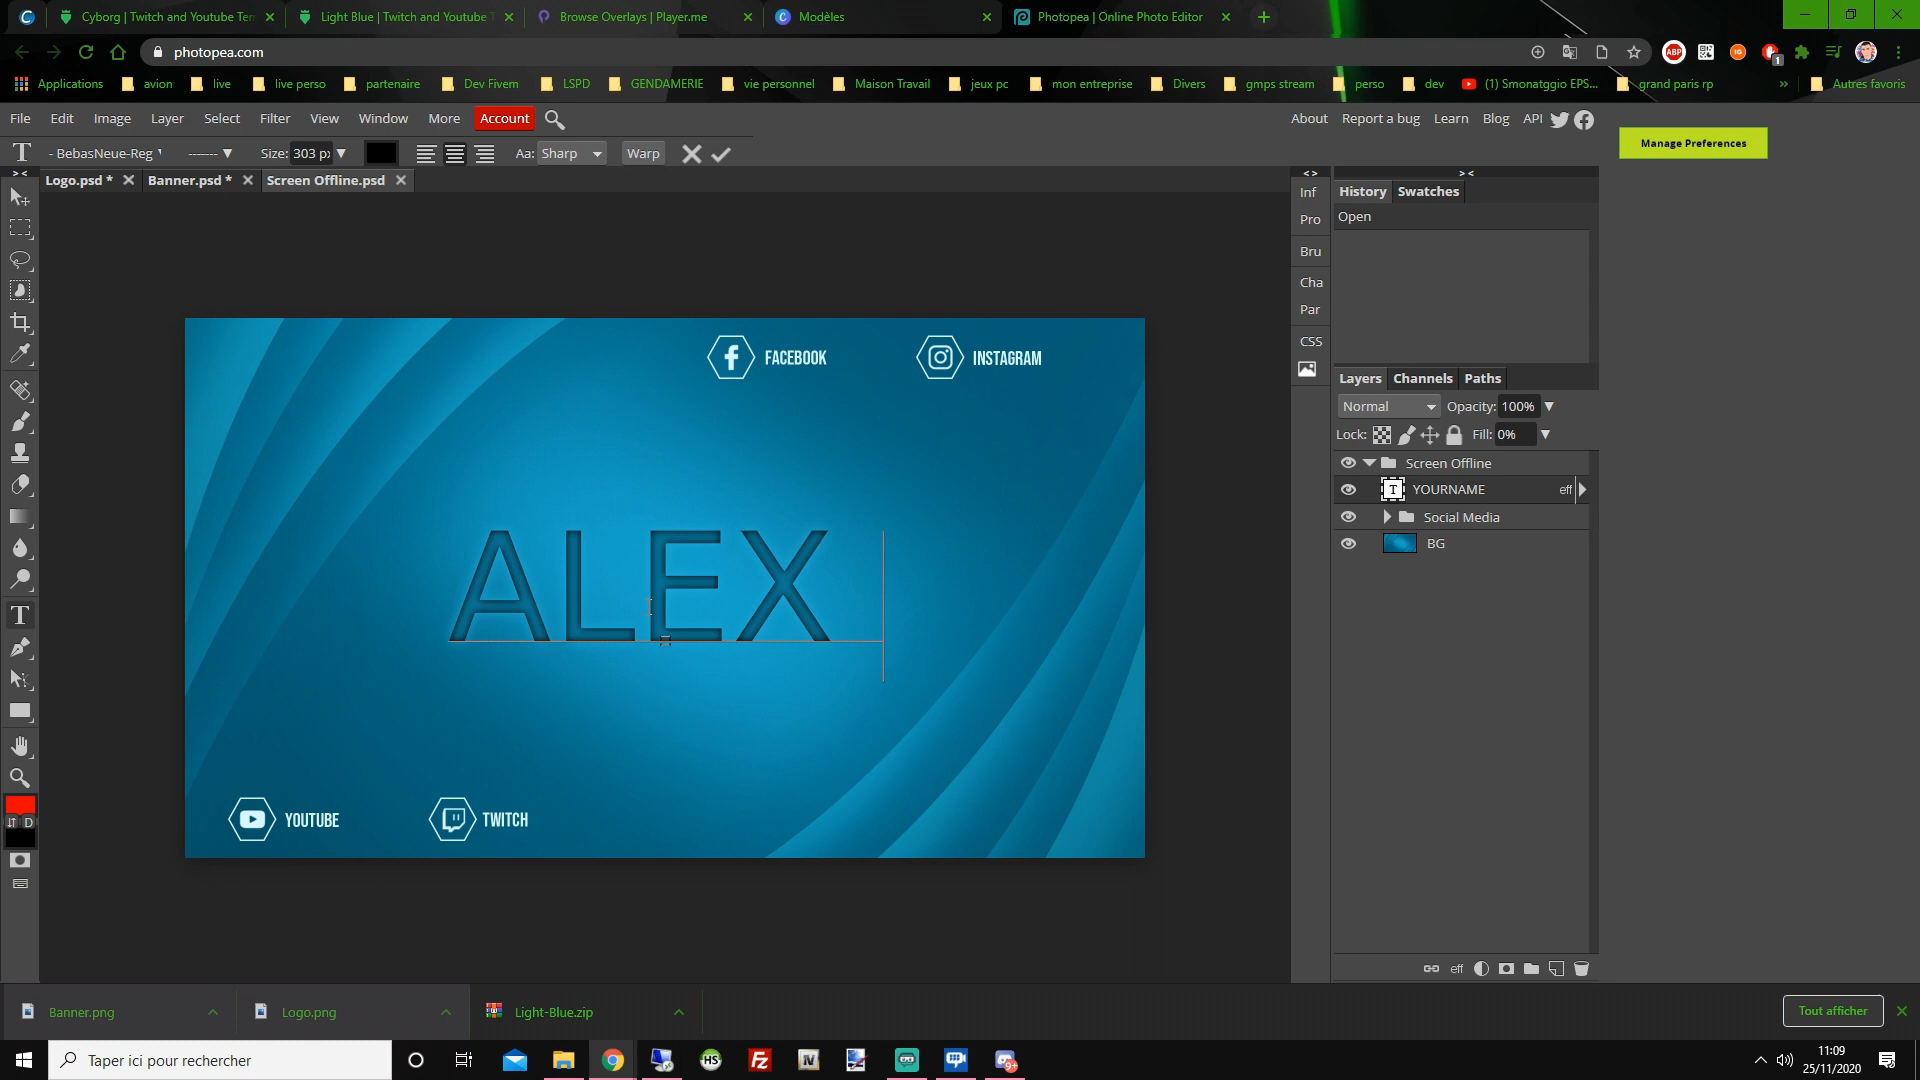 Cyborg | Twitch and Youtube Tem
Light Blue | Twitch and Youtube T
Browse Overlays | Player.me
Modèles
Photopea | Online Photo Editor
photopea.com
Applications
avion
live
live perso
partenaire
Dev Fivem
LSPD
GENDAMERIE
vie personnel
Maison Travail
jeux pc
mon entreprise
Divers
gmps stream
perso
dev
(1) Smonatggio EPS...
grand paris rp
»
Autres favoris
File Edit Image Layer Select Filter View Window More Account
About Report a bug Learn Blog API
Manage Preferences
- BebasNeue-Reg
Size: 303 px
Aa: Sharp
Warp
Logo.psd *
Banner.psd *
Screen Offline.psd
Inf
Pro
Bru
Cha
Par
CSS
History Swatches
Open
FACEBOOK
INSTAGRAM
ALEX
YOUTUBE
TWITCH
Layers Channels Paths
Normal
Opacity: 100%
Lock:
Fill: 0%
Screen Offline
YOURNAME
eff
Social Media
BG
eff
D
Banner.png
Logo.png
Light-Blue.zip
Tout afficher
Taper ici pour rechercher
HS
Fz
IV
9+
11:09
25/11/2020